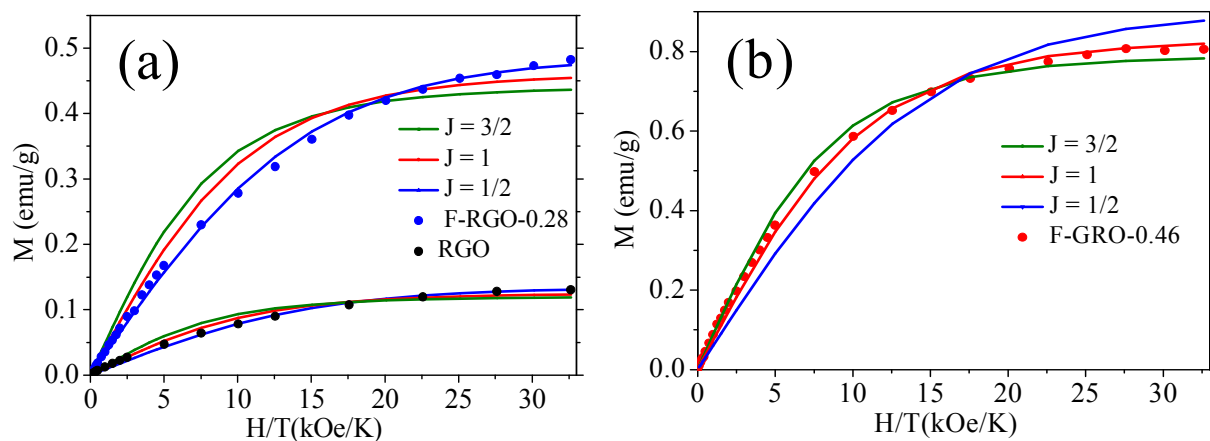 (a)
0.5
0.4
0.3
0.2
0.1
0.0
M (emu/g)
J = 3/2
J = 1
J = 1/2
F-RGO-0.28
RGO
0 5 10 15 20 25 30
H/T(kOe/K)
(b)
0.8
0.6
0.4
0.2
0.0
M (emu/g)
J = 3/2
J = 1
J = 1/2
F-GRO-0.46
0 5 10 15 20 25 30
H/T(kOe/K)